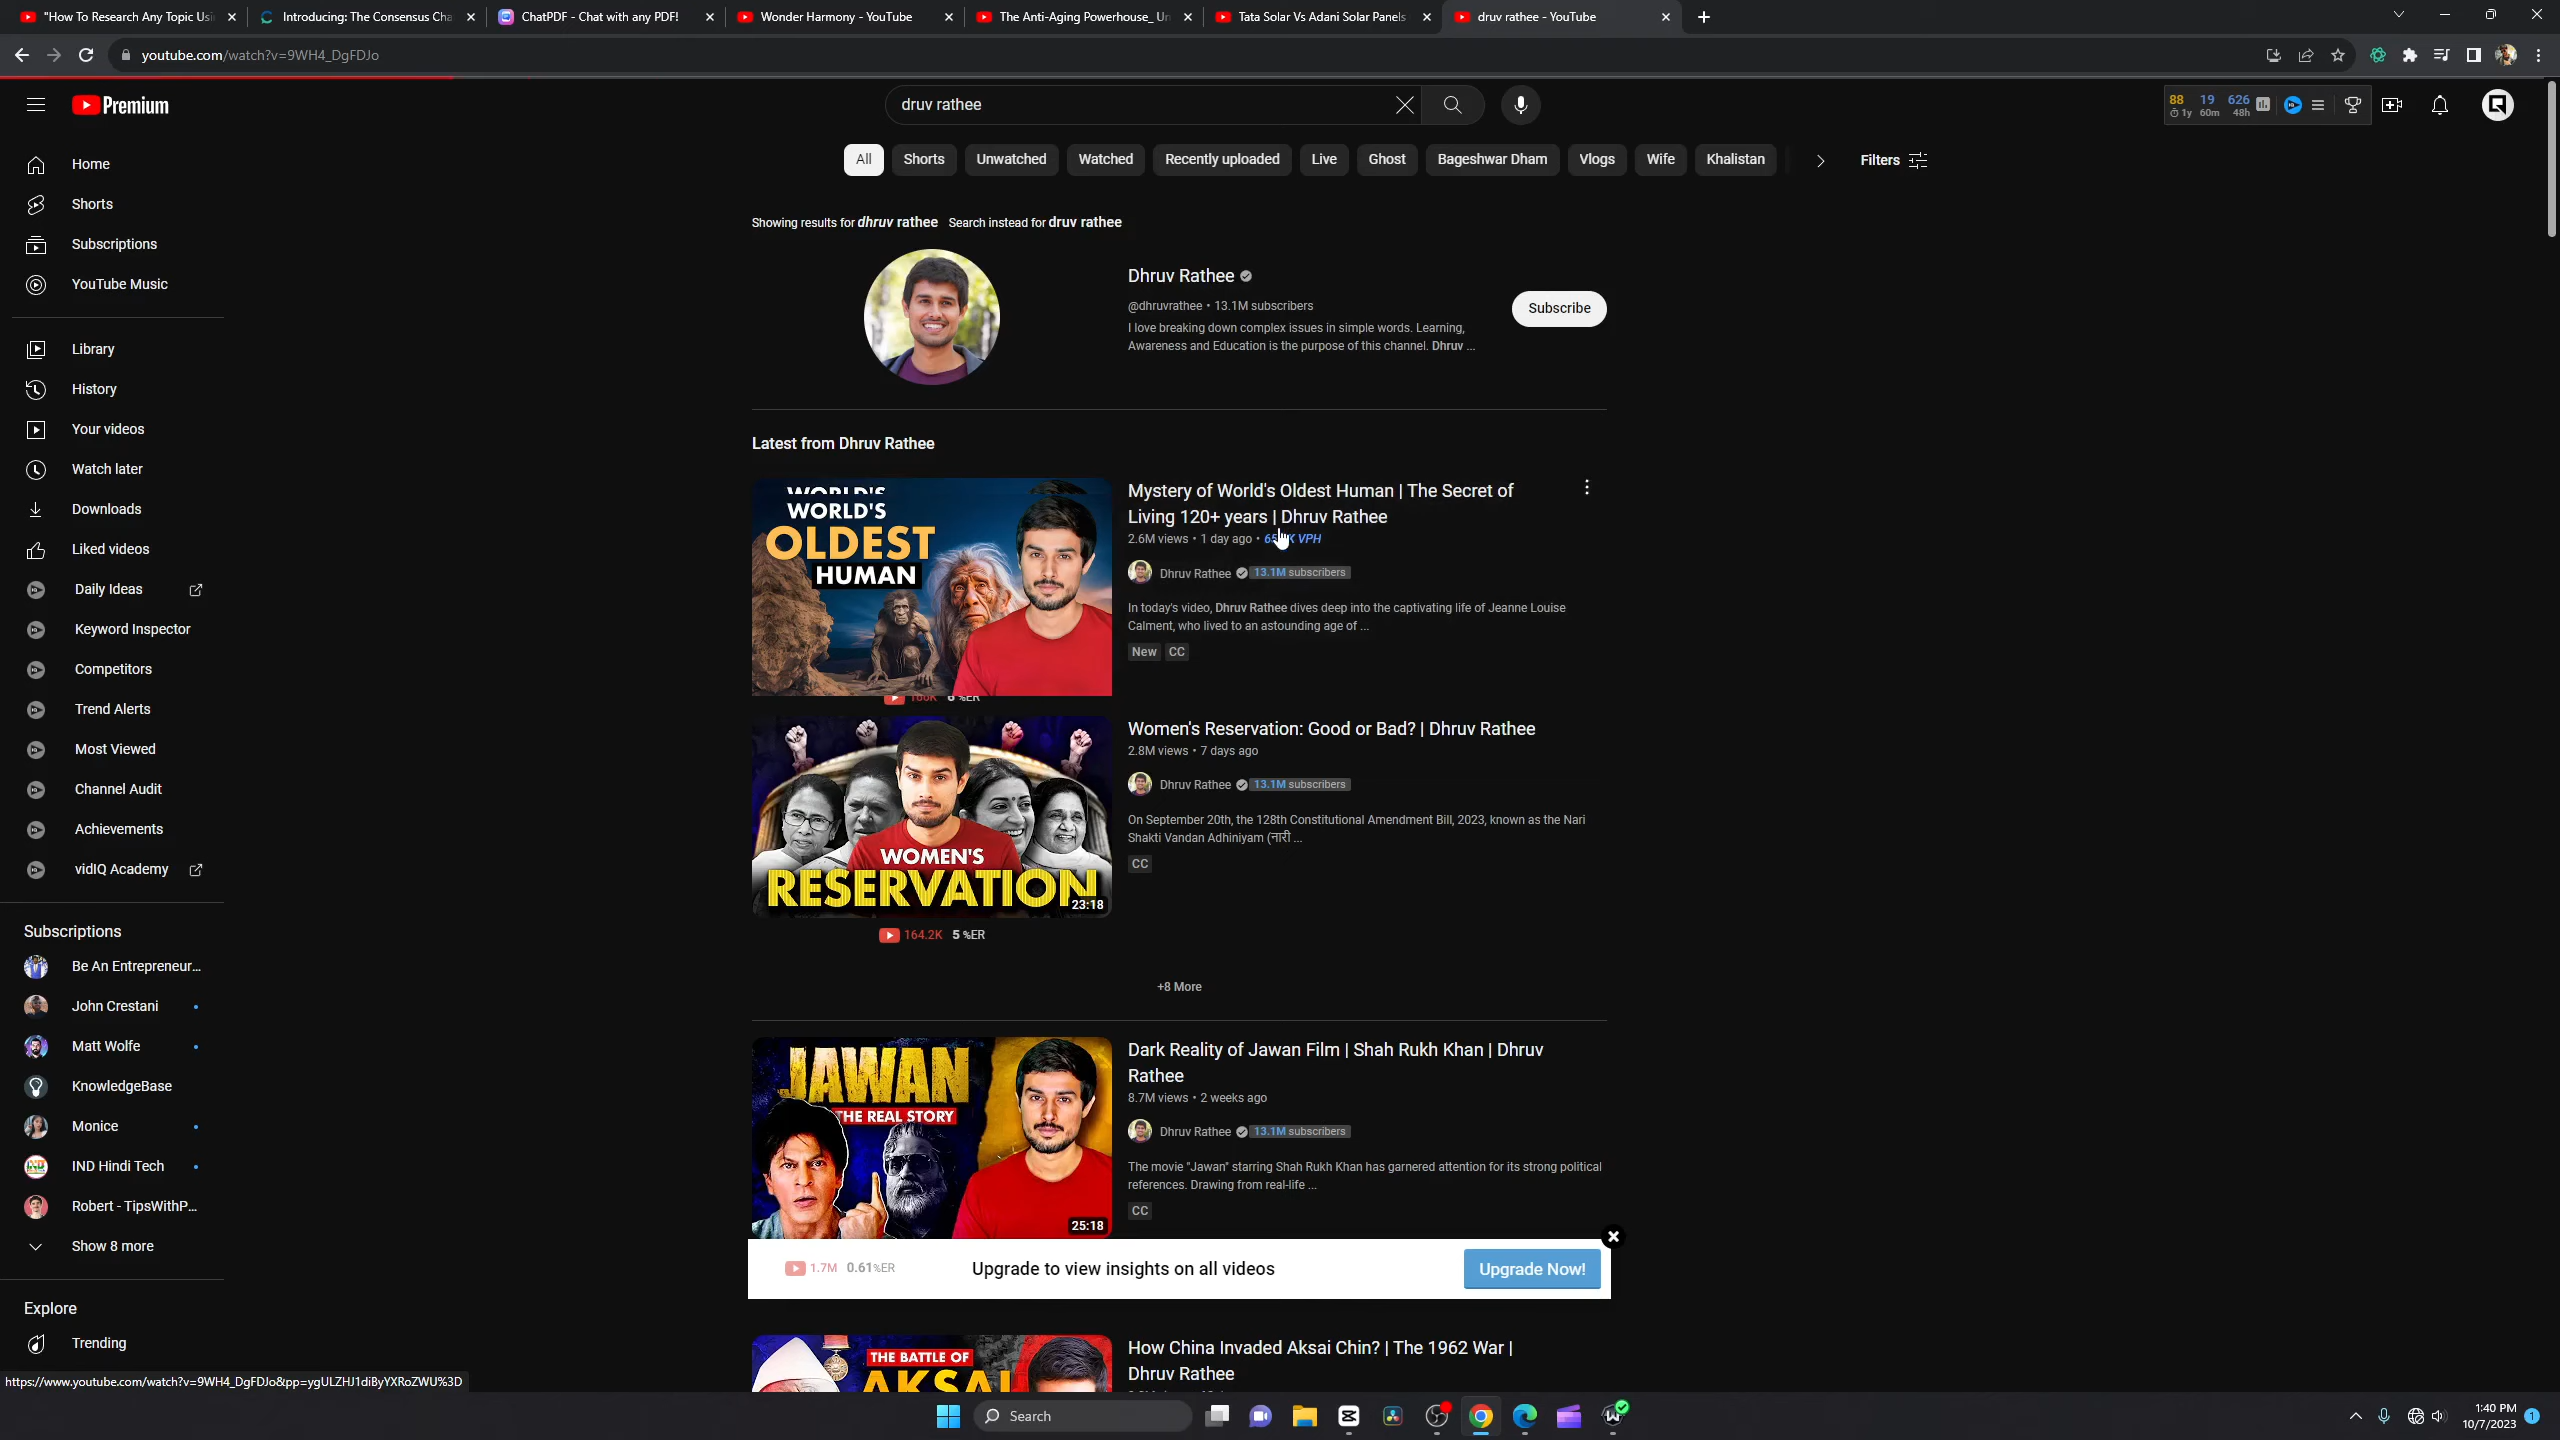 "How To Research Any Topic Usi
Introducing: The Consensus Cha
ChatPDF - Chat with any PDF!
Wonder Harmony - YouTube
The Anti-Aging Powerhouse_ Un
Tata Solar Vs Adani Solar Panels
druv rathee - YouTube
youtube.com/watch?v=9WH4_DgFDJo
Premium
druv rathee
88 19 626
1y 60m 48h
All Shorts Unwatched Watched Recently uploaded Live Ghost Bageshwar Dham Vlogs Wife Khalistan Filters
Home
Shorts
Subscriptions
YouTube Music
Library
History
Your videos
Watch later
Downloads
Liked videos
Daily Ideas
Keyword Inspector
Competitors
Trend Alerts
Most Viewed
Channel Audit
Achievements
vidIQ Academy
Subscriptions
Be An Entrepreneur...
John Crestani
Matt Wolfe
KnowledgeBase
Monice
IND Hindi Tech
Robert - TipsWithP...
Show 8 more
Explore
Trending
Showing results for dhruv rathee Search instead for druv rathee
Dhruv Rathee
@dhruvrathee • 13.1M subscribers
I love breaking down complex issues in simple words. Learning,
Awareness and Education is the purpose of this channel. Dhruv ...
Subscribe
Latest from Dhruv Rathee
WORLD'S
WORLD'S
OLDEST
HUMAN
Mystery of World's Oldest Human | The Secret of
Living 120+ years | Dhruv Rathee
2.6M views • 1 day ago • VPH
Dhruv Rathee 13.1M subscribers
In today's video, Dhruv Rathee dives deep into the captivating life of Jeanne Louise
Calment, who lived to an astounding age of ...
New CC
%ER
WOMEN'S
RESERVATION
23:18
Women's Reservation: Good or Bad? | Dhruv Rathee
2.8M views • 7 days ago
Dhruv Rathee 13.1M subscribers
On September 20th, the 128th Constitutional Amendment Bill, 2023, known as the Nari
Shakti Vandan Adhiniyam (नारी ...
CC
164.2K 5 %ER
+8 More
JAWAN
THE REAL STORY
25:18
Dark Reality of Jawan Film | Shah Rukh Khan | Dhruv
Rathee
8.7M views • 2 weeks ago
Dhruv Rathee 13.1M subscribers
The movie "Jawan" starring Shah Rukh Khan has garnered attention for its strong political
references. Drawing from real-life ...
CC
1.7M 0.61%ER Upgrade to view insights on all videos Upgrade Now!
THE BATTLE OF
AKSAI
How China Invaded Aksai Chin? | The 1962 War |
Dhruv Rathee
https://www.youtube.com/watch?v=9WH4_DgFDJo&pp=ygULZHJ1diByYXRoZWU%3D
Search
1:40 PM
10/7/2023
1